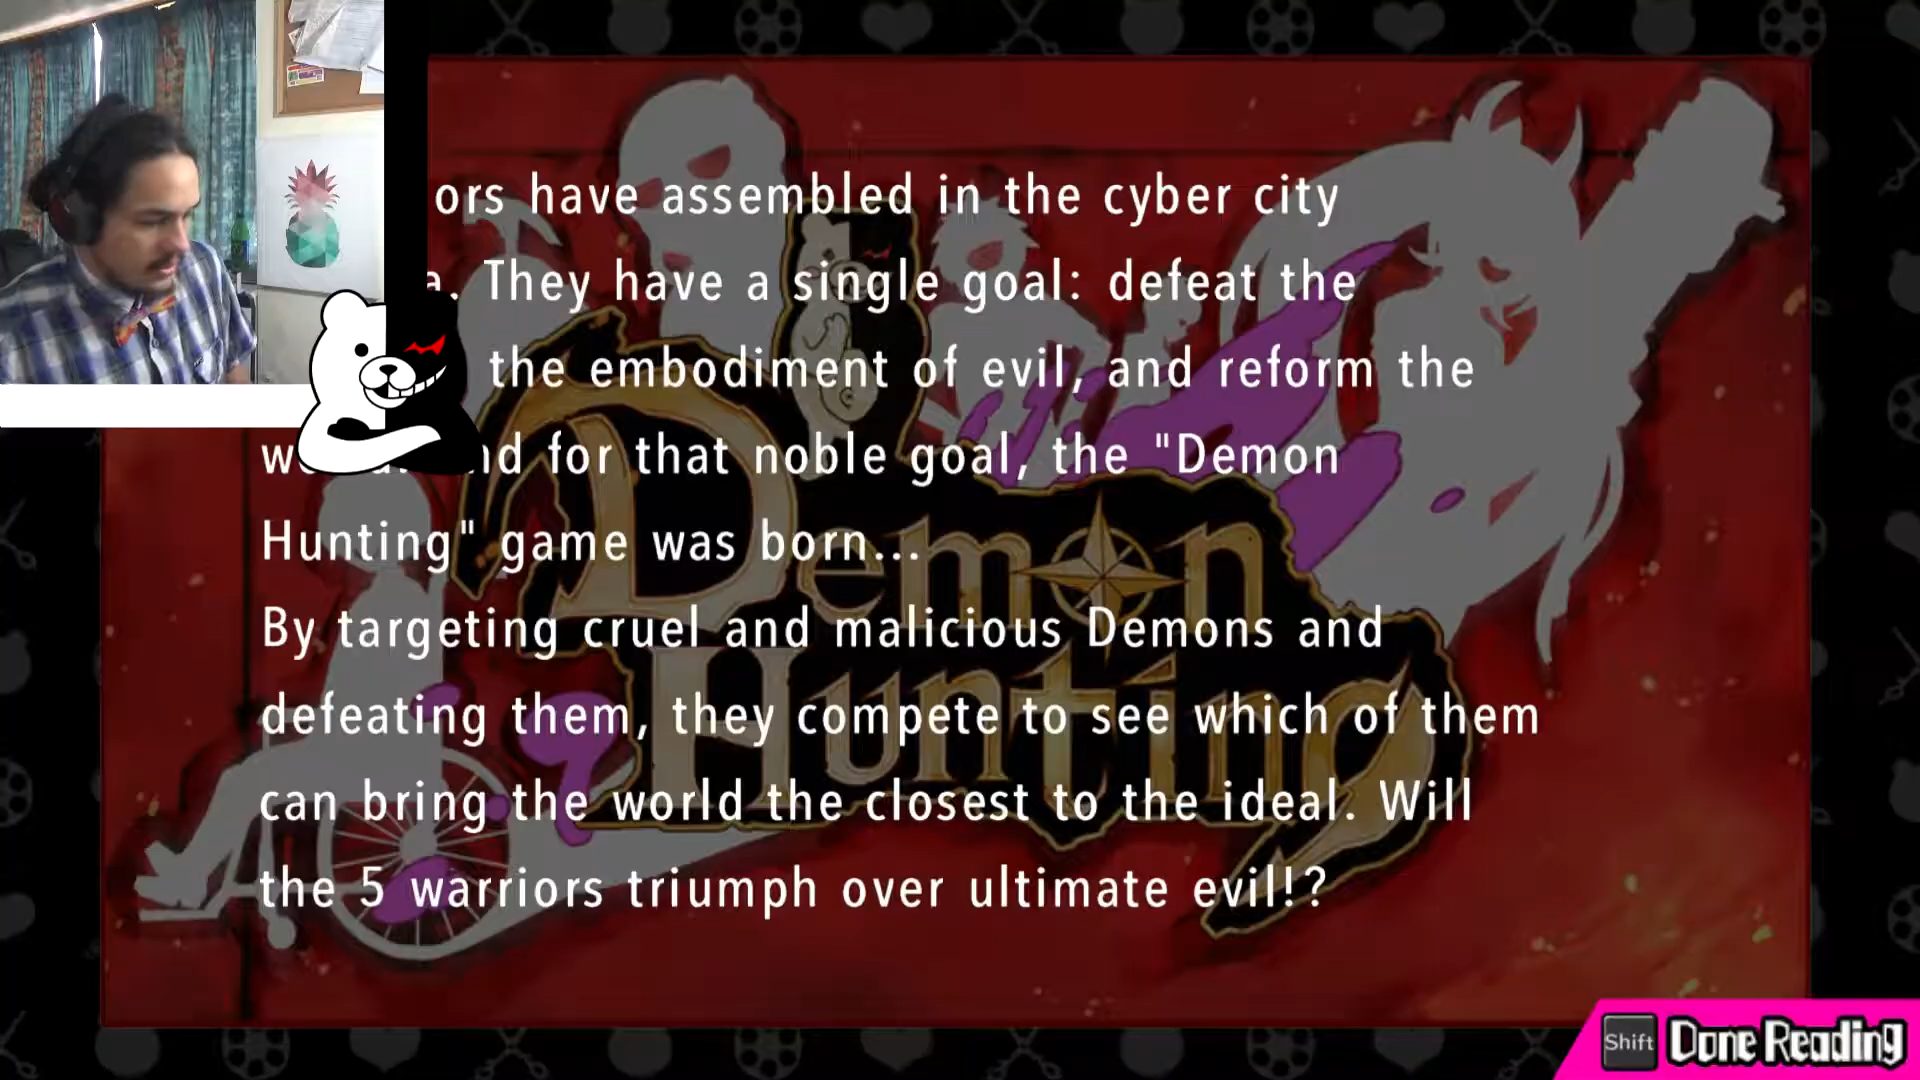 ors have assembled in the cyber city
. They have a single goal: defeat the
the embodiment of evil, and reform the
for that noble goal, the "Demon
Hunting" game was born...
By targeting cruel and malicious Demons and
defeating them, they compete to see which of them
can bring the world the closest to the ideal. Will
the 5 warriors triumph over ultimate evil!?
Demon
Hunting
Shift Done Reading